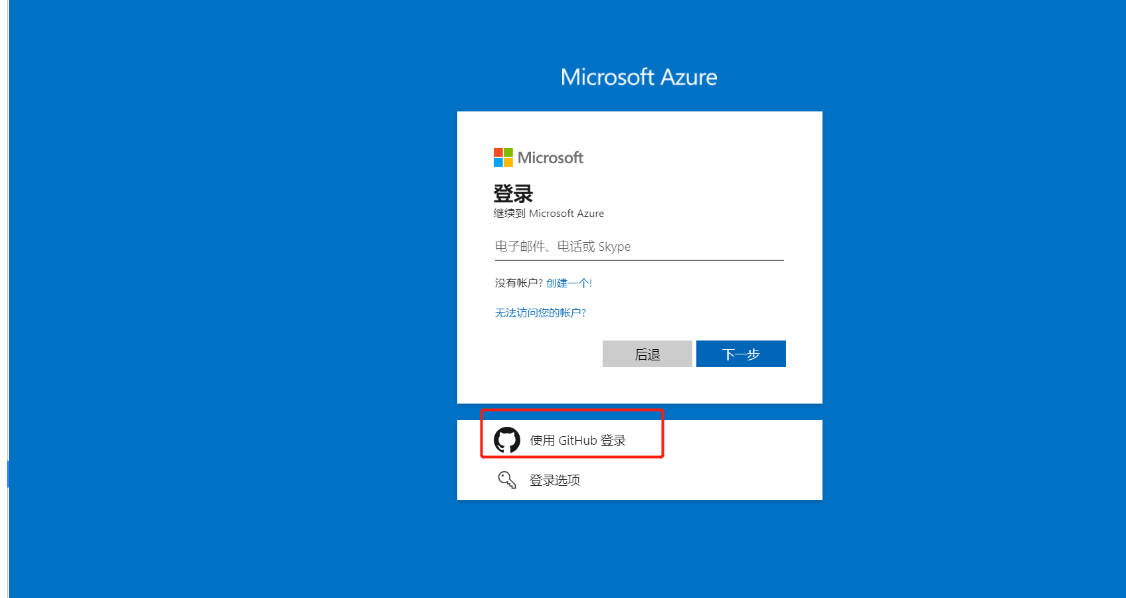 Microsoft Azure
Microsoft
登录
继续到 Microsoft Azure
电子邮件、电话或 Skype
没有帐户? 创建一个!
无法访问您的帐户?
后退 下一步
使用 GitHub 登录
登录选项